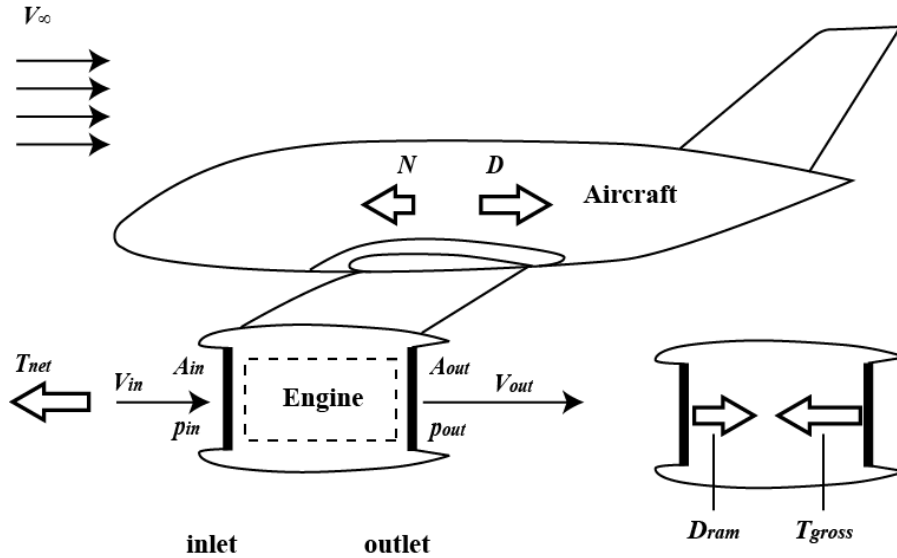 V∞
N D
Aircraft
Tnet
Vin
Ain
pin
Engine
Aout
pout
Vout
Dram Tgross
inlet outlet